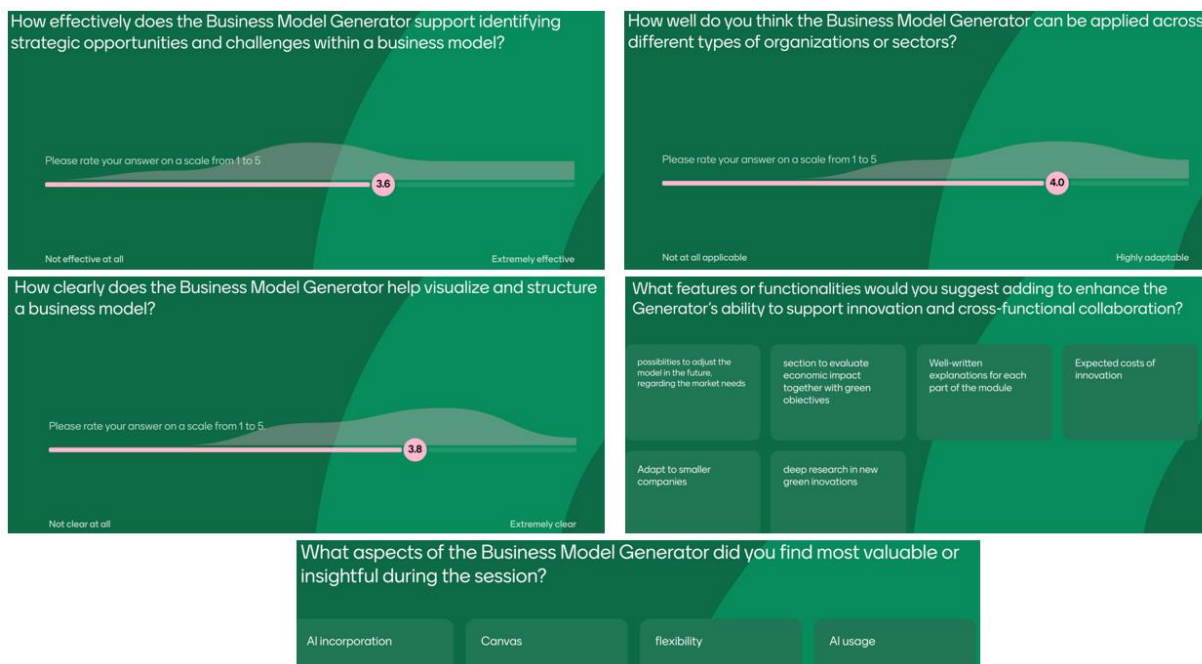 How effectively does the Business Model Generator support identifying
strategic opportunities and challenges within a business model?
Please rate your answer on a scale from 1 to 5
3.6
Not effective at all
Extremely effective
How well do you think the Business Model Generator can be applied across
different types of organizations or sectors?
Please rate your answer on a scale from 1 to 5
4.0
Not at all applicable
Highly adaptable
How clearly does the Business Model Generator help visualize and structure
a business model?
Please rate your answer on a scale from 1 to 5.
3.8
Not clear at all
Extremely clear
What features or functionalities would you suggest adding to enhance the
Generator's ability to support innovation and cross-functional collaboration?
possiblities to adjust the
model in the future,
regarding the market needs
section to evaluate
economic impact
together with green
objectives
Well-written
explanations for each
part of the module
Expected costs of
innovation
Adapt to smaller
companies
deep research in new
green inovations
What aspects of the Business Model Generator did you find most valuable or
insightful during the session?
AI incorporation
Canvas
flexibility
AI usage